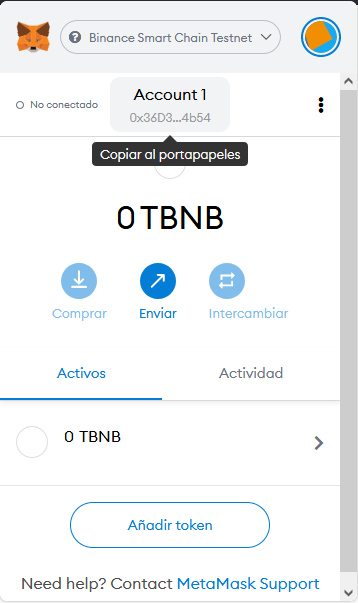 Binance Smart Chain Testnet
No conectado
Account 1
0x36D3...4b54
Copiar al portapapeles
0 TBNB
Comprar
Enviar
Intercambiar
Activos
Actividad
0 TBNB
Añadir token
Need help? Contact MetaMask Support